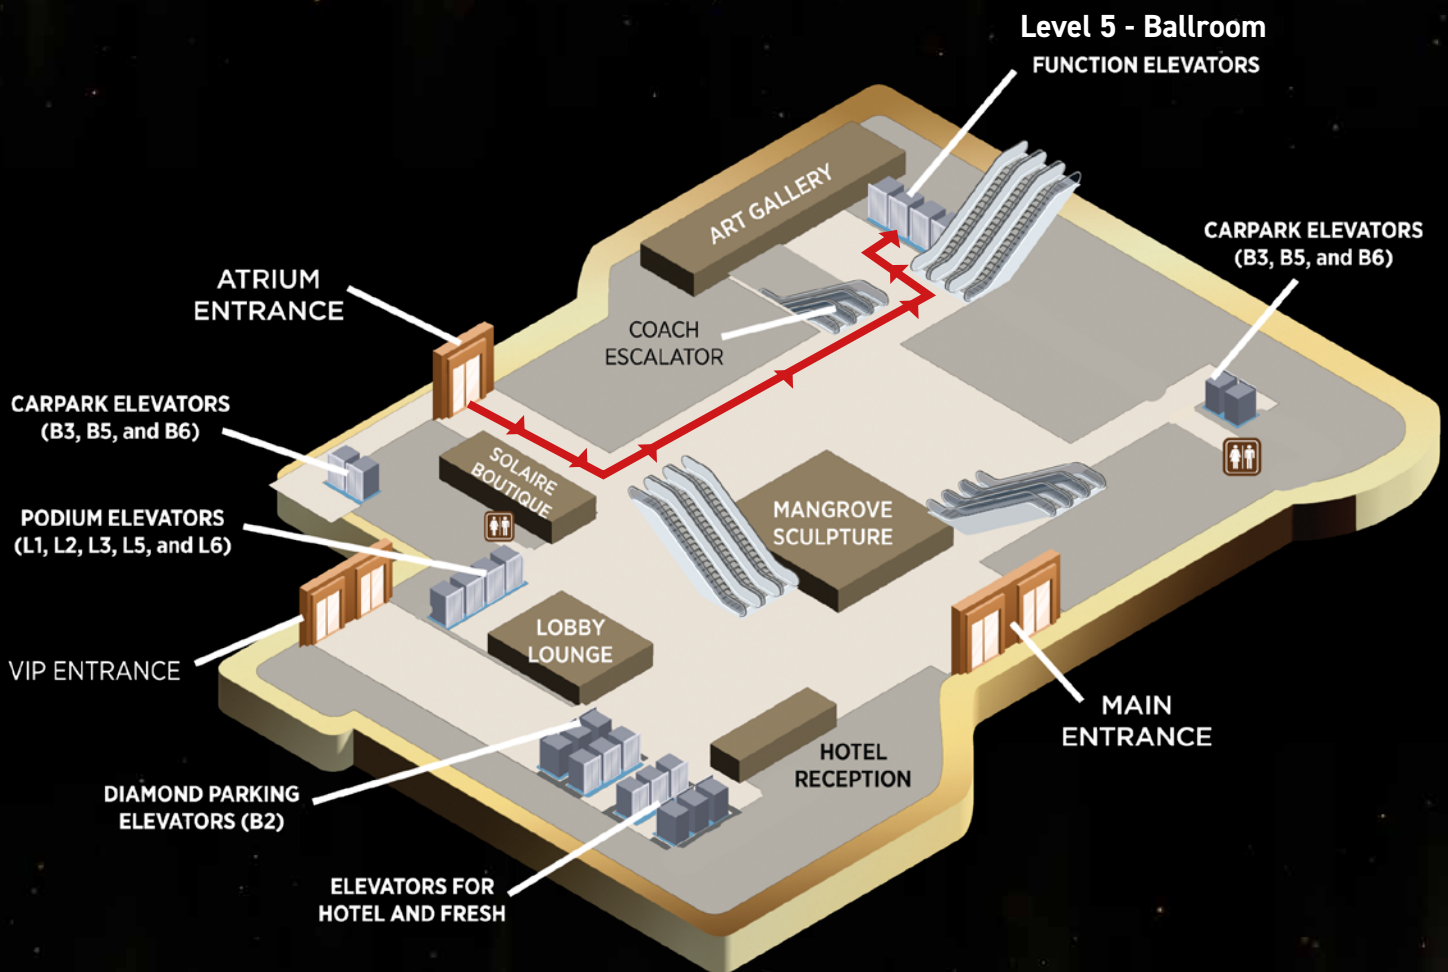 Level 5 - Ballroom
FUNCTION ELEVATORS
ART GALLERY
CARPARK ELEVATORS
(B3, B5, and B6)
ATRIUM
ENTRANCE
COACH
ESCALATOR
CARPARK ELEVATORS
(B3, B5, and B6)
SOLAIRE
BOUTIQUE
MANGROVE
SCULPTURE
PODIUM ELEVATORS
(L1, L2, L3, L5, and L6)
LOBBY
LOUNGE
VIP ENTRANCE
MAIN
ENTRANCE
HOTEL
RECEPTION
DIAMOND PARKING
ELEVATORS (B2)
ELEVATORS FOR
HOTEL AND FRESH